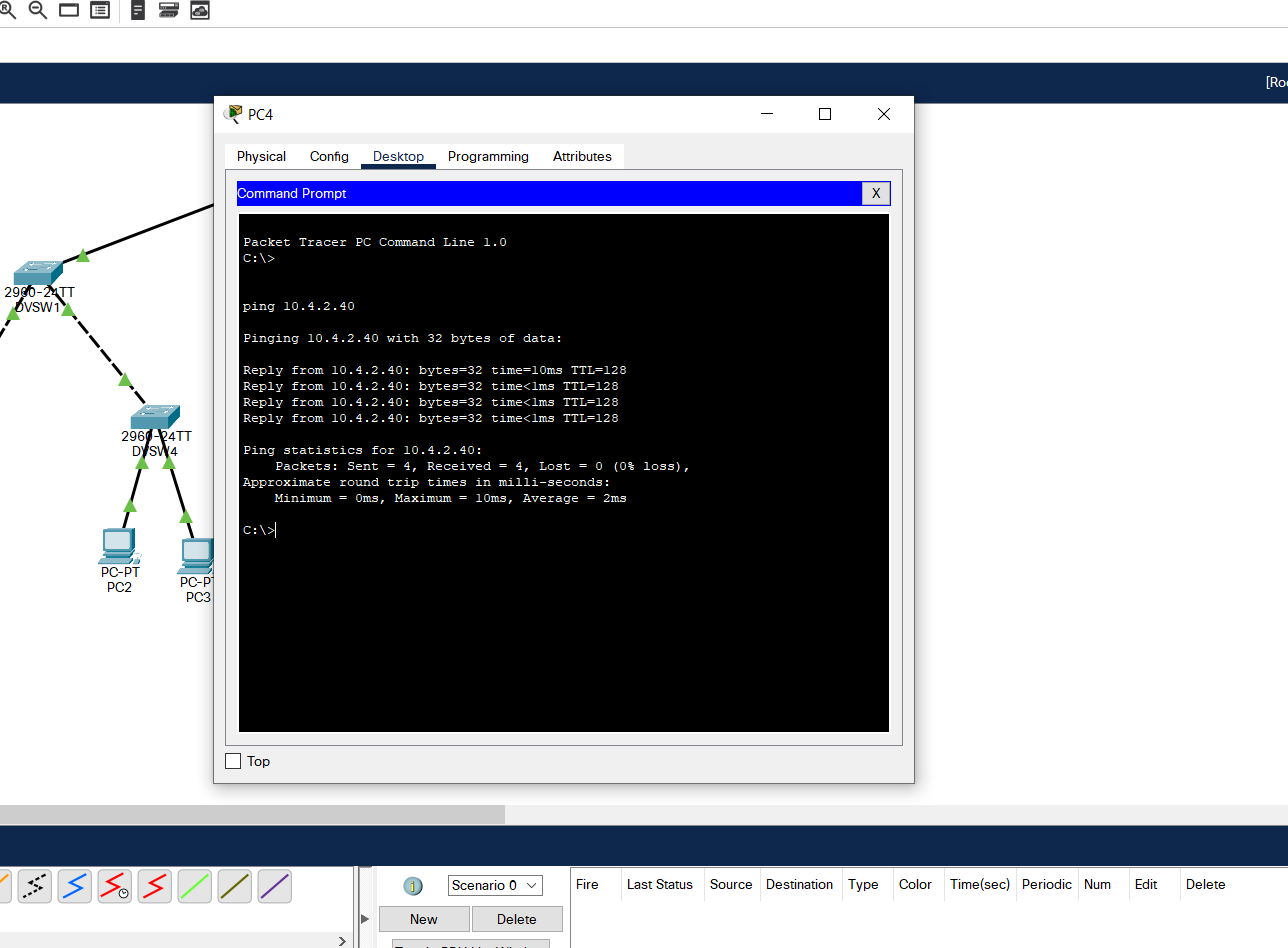 [Roo
PC4
Physical Config Desktop Programming Attributes
Command Prompt X
Packet Tracer PC Command Line 1.0
C:\>
ping 10.4.2.40
Pinging 10.4.2.40 with 32 bytes of data:
Reply from 10.4.2.40: bytes=32 time=10ms TTL=128
Reply from 10.4.2.40: bytes=32 time<1ms TTL=128
Reply from 10.4.2.40: bytes=32 time<1ms TTL=128
Reply from 10.4.2.40: bytes=32 time<1ms TTL=128
Ping statistics for 10.4.2.40:
Packets: Sent = 4, Received = 4, Lost = 0 (0% loss),
Approximate round trip times in milli-seconds:
Minimum = 0ms, Maximum = 10ms, Average = 2ms
C:\>
Top
2960-24TT
DVSW1
2960-24TT
DVSW4
PC-PT
PC2
PC-PT
PC3
Scenario 0
New Delete
Fire Last Status Source Destination Type Color Time(sec) Periodic Num Edit Delete